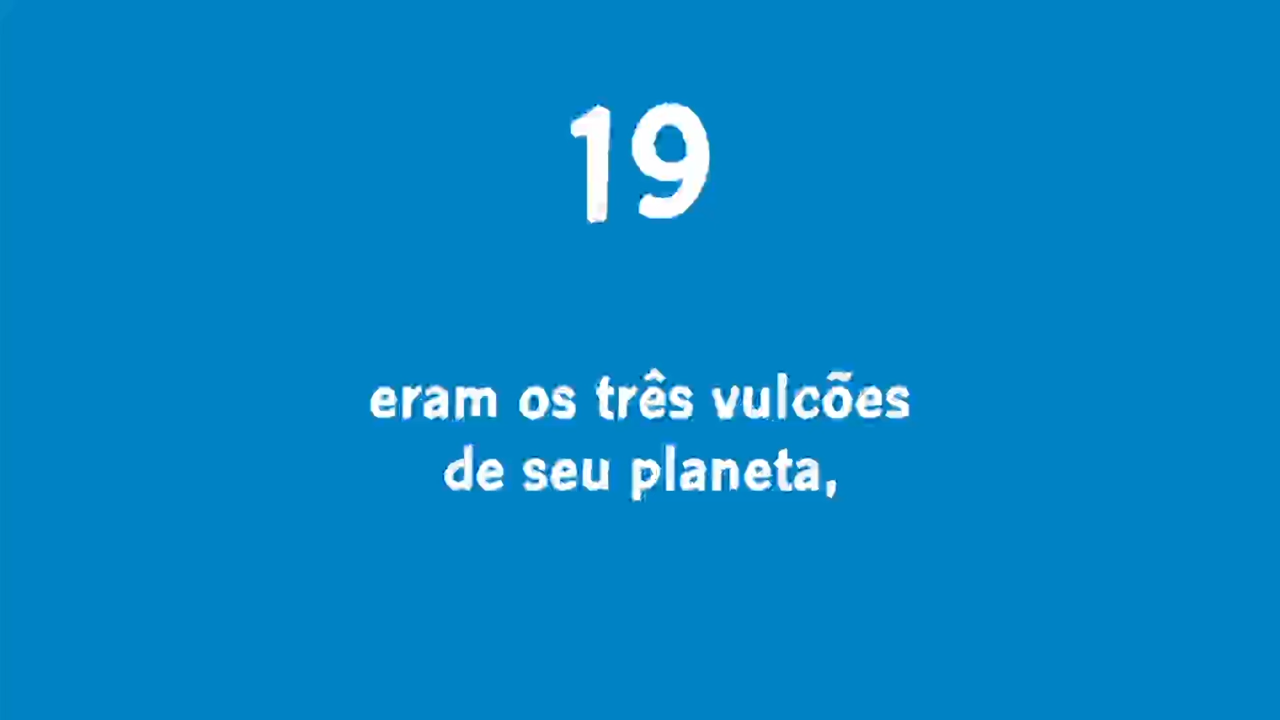 19
eram os três vulcões
de seu planeta,